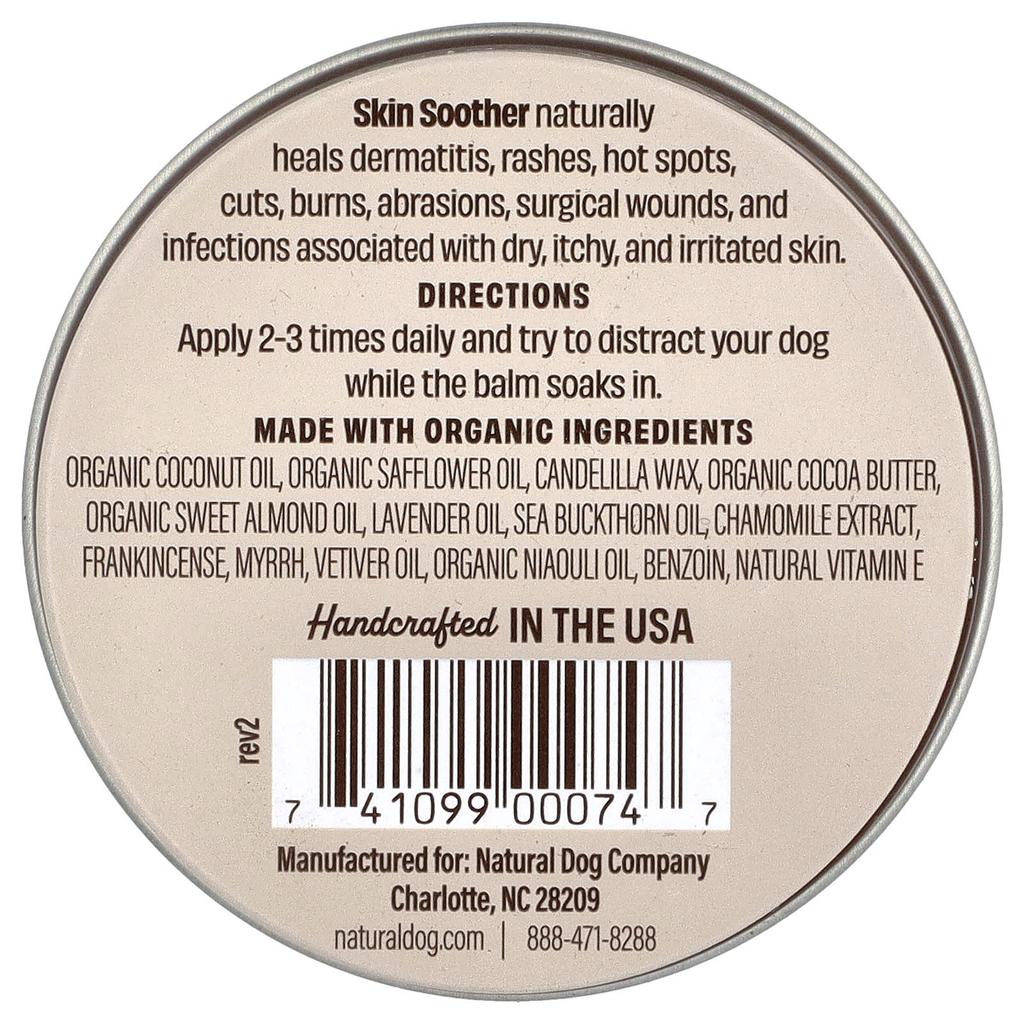 Skin Soother naturally
heals dermatitis, rashes, hot spots,
cuts, burns, abrasions, surgical wounds, and
infections associated with dry, itchy, and irritated skin.
DIRECTIONS
Apply 2-3 times daily and try to distract your dog
while the balm soaks in.
MADE WITH ORGANIC INGREDIENTS
ORGANIC COCONUT OIL, ORGANIC SAFFLOWER OIL, CANDELILLA WAX, ORGANIC COCOA BUTTER,
ORGANIC SWEET ALMOND OIL, LAVENDER OIL, SEA BUCKTHORN OIL, CHAMOMILE EXTRACT,
FRANKINCENSE, MYRRH, VETIVER OIL, ORGANIC NIAOULI OIL, BENZOIN, NATURAL VITAMIN E
Handcrafted IN THE USA
rev2
7 41099 00074 7
Manufactured for: Natural Dog Company
Charlotte, NC 28209
naturaldog.com | 888-471-8288